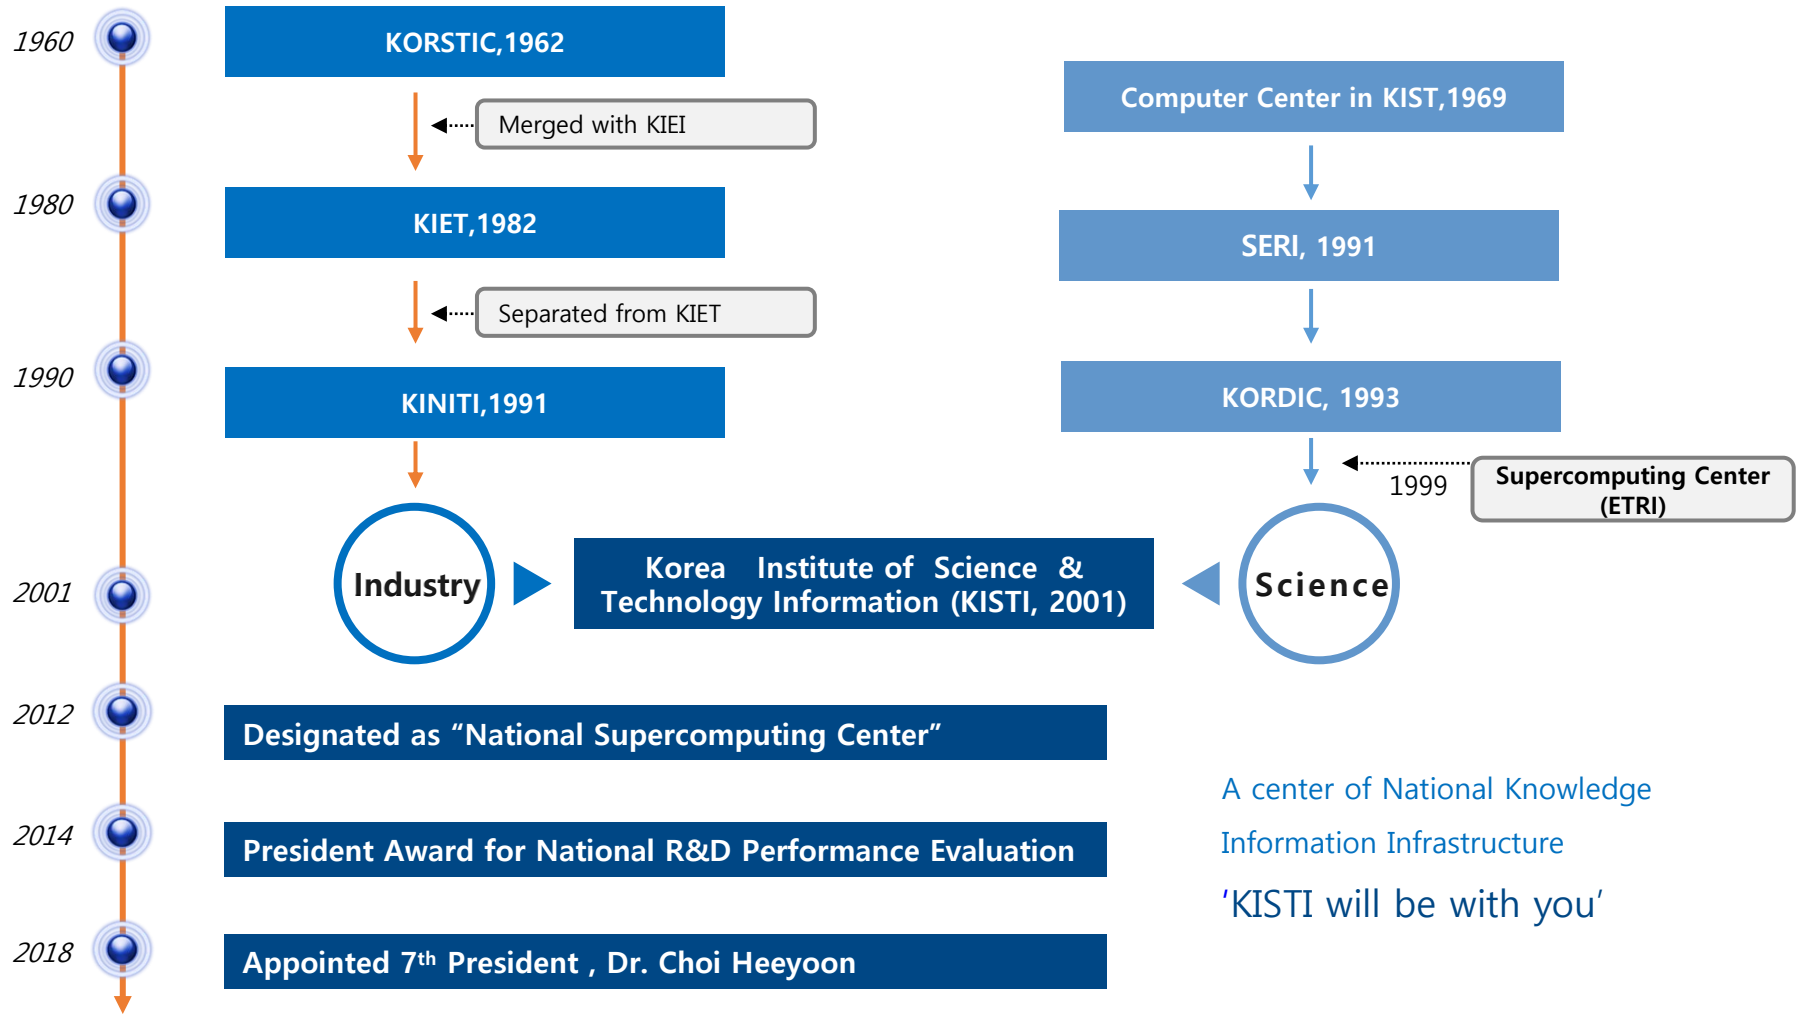 1960
KORSTIC,1962
Computer Center in KIST,1969
Merged with KIEI
1980
KIET,1982
SERI, 1991
Separated from KIET
1990
KINITI,1991
KORDIC, 1993
1999
Supercomputing Center
(ETRI)
2001
Industry
Korea Institute of Science &
Technology Information (KISTI, 2001)
Science
2012
Designated as “National Supercomputing Center”
2014
President Award for National R&D Performance Evaluation
2018
Appointed 7th President , Dr. Choi Heeyoon
A center of National Knowledge
Information Infrastructure
‘KISTI will be with you’